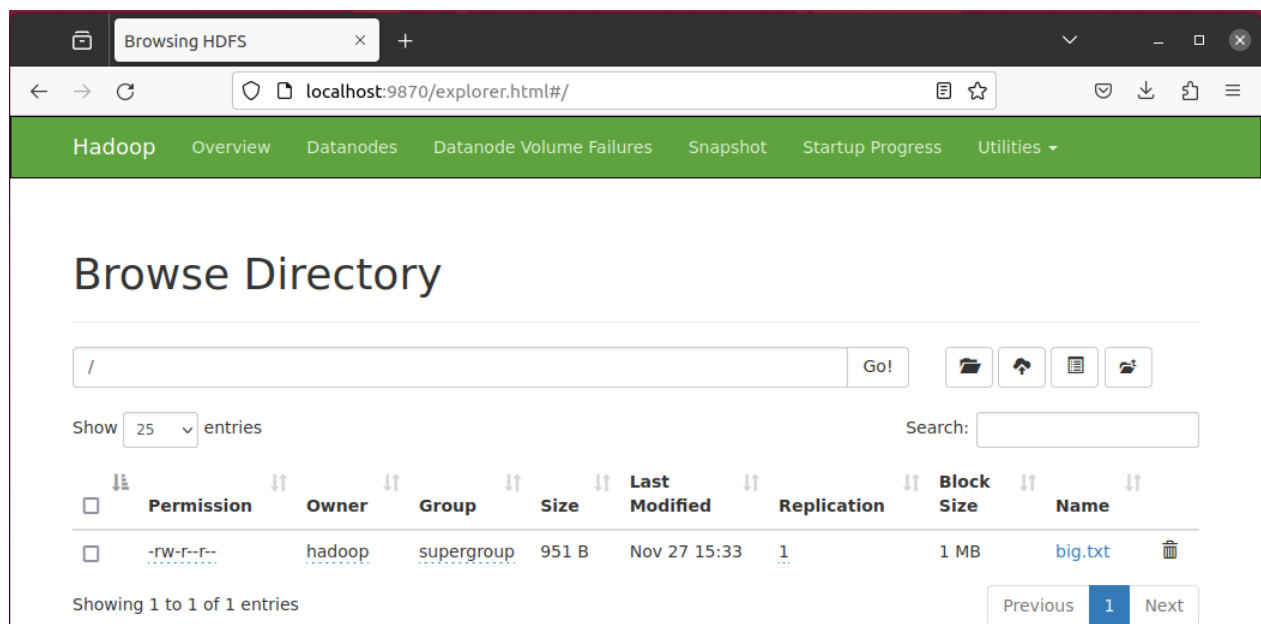 Browsing HDFS
localhost:9870/explorer.html#/
Hadoop Overview Datanodes Datanode Volume Failures Snapshot Startup Progress Utilities
Browse Directory
/ Go!
Show 25 entries Search:
Permission Owner Group Size Last Modified Replication Block Size Name
-rw-r--r-- hadoop supergroup 951 B Nov 27 15:33 1 1 MB big.txt
Showing 1 to 1 of 1 entries Previous 1 Next